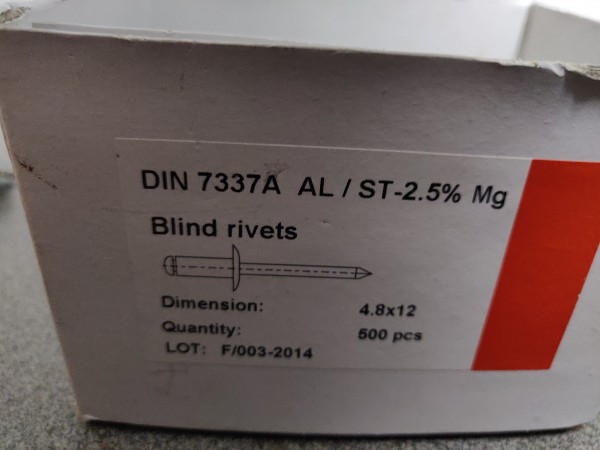 DIN 7337A AL / ST-2.5% Mg
Blind rivets
Dimension: 4.8x12
Quantity: 500 pcs
LOT: F/003-2014